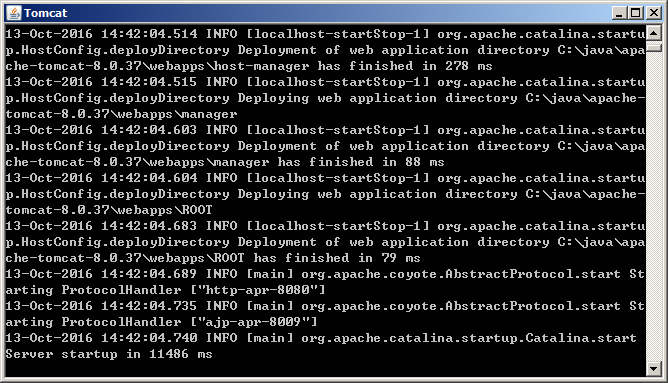 Tomcat
13-Oct-2016 14:42:04.514 INFO [localhost-startStop-1] org.apache.catalina.startu
p.HostConfig.deployDirectory Deployment of web application directory C:\java\apa
che-tomcat-8.0.37\webapps\host-manager has finished in 278 ms
13-Oct-2016 14:42:04.515 INFO [localhost-startStop-1] org.apache.catalina.startu
p.HostConfig.deployDirectory Deploying web application directory C:\java\apache-
tomcat-8.0.37\webapps\manager
13-Oct-2016 14:42:04.603 INFO [localhost-startStop-1] org.apache.catalina.startu
p.HostConfig.deployDirectory Deployment of web application directory C:\java\apa
che-tomcat-8.0.37\webapps\manager has finished in 88 ms
13-Oct-2016 14:42:04.604 INFO [localhost-startStop-1] org.apache.catalina.startu
p.HostConfig.deployDirectory Deploying web application directory C:\java\apache-
tomcat-8.0.37\webapps\ROOT
13-Oct-2016 14:42:04.683 INFO [localhost-startStop-1] org.apache.catalina.startu
p.HostConfig.deployDirectory Deployment of web application directory C:\java\apa
che-tomcat-8.0.37\webapps\ROOT has finished in 79 ms
13-Oct-2016 14:42:04.689 INFO [main] org.apache.coyote.AbstractProtocol.start St
arting ProtocolHandler ["http-apr-8080"]
13-Oct-2016 14:42:04.735 INFO [main] org.apache.coyote.AbstractProtocol.start St
arting ProtocolHandler ["ajp-apr-8009"]
13-Oct-2016 14:42:04.740 INFO [main] org.apache.catalina.startup.Catalina.start
Server startup in 11486 ms